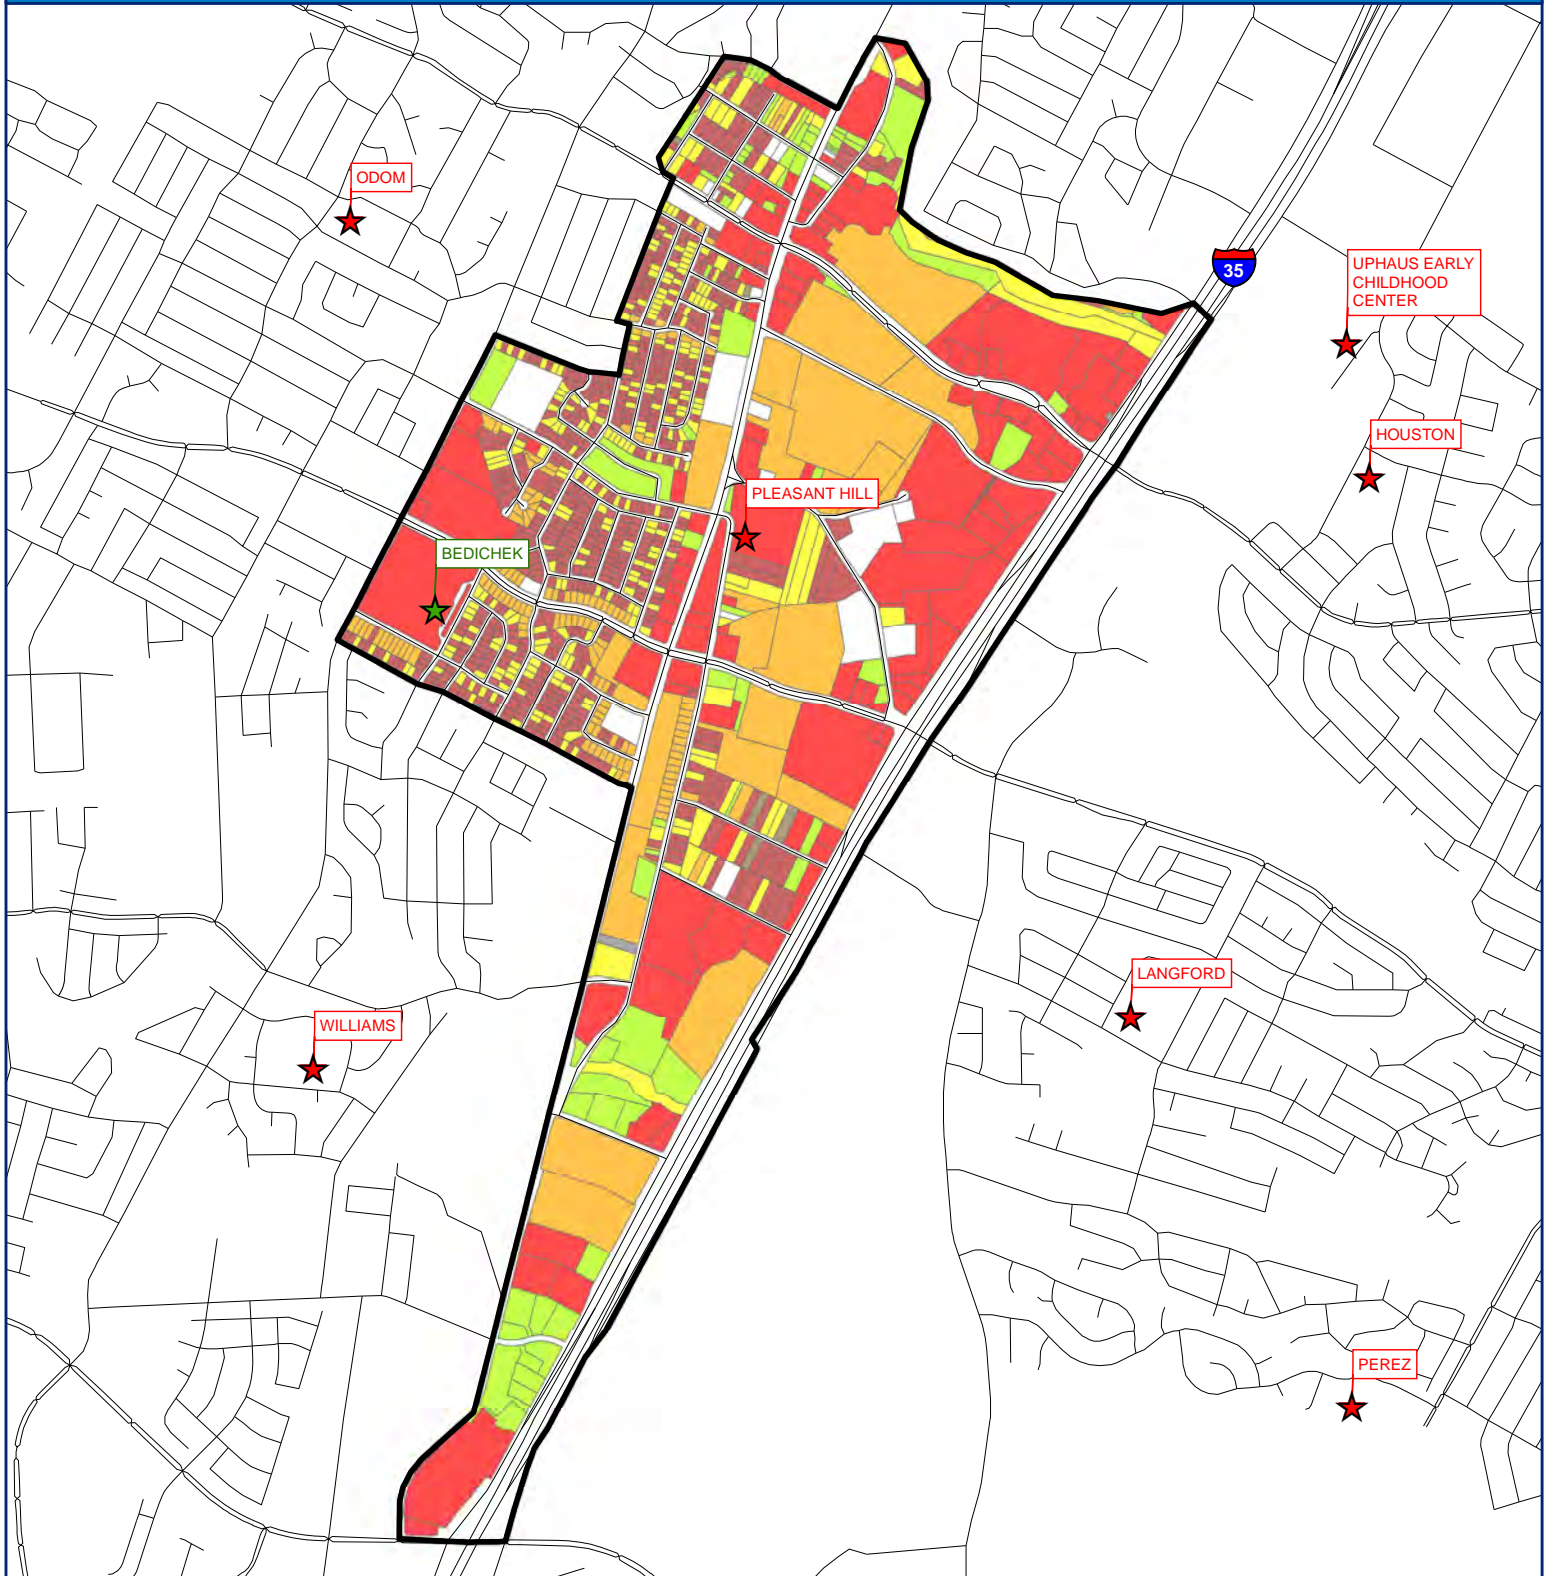 ODOM
35
UPHAUS EARLY
CHILDHOOD
CENTER
HOUSTON
PLEASANT HILL
BEDICHEK
LANGFORD
WILLIAMS
PEREZ